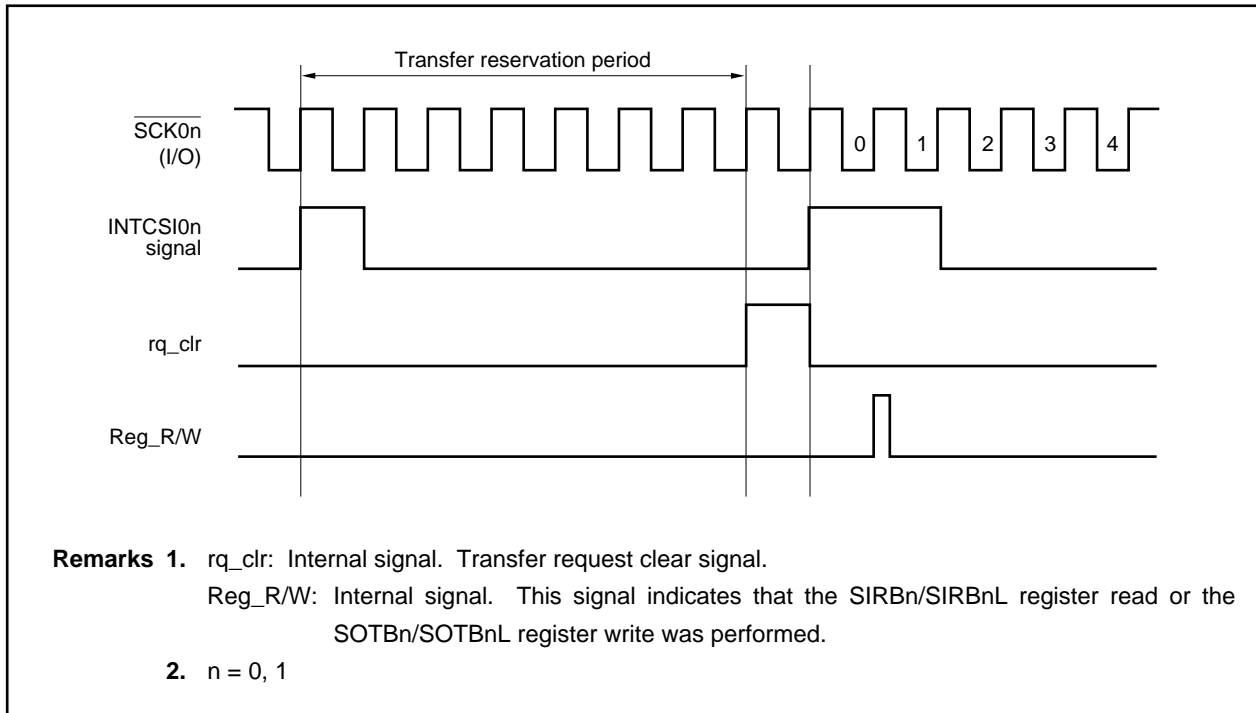 Transfer reservation period
SCK0n
(I/O)
0 1 2 3 4
INTCSI0n
signal
rq_clr
Reg_R/W
Remarks 1. rq_clr: Internal signal. Transfer request clear signal.
Reg_R/W: Internal signal. This signal indicates that the SIRBn/SIRBnL register read or the
SOTBn/SOTBnL register write was performed.
2. n = 0, 1